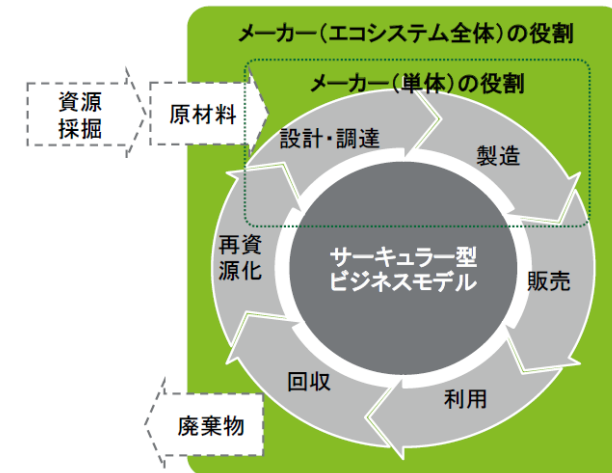 メーカー（エコシステム全体）の役割
メーカー（単体）の役割
資源
採掘
原材料
設計・調達
製造
再資
源化
サーキュラー型
ビジネスモデル
販売
回収
利用
廃棄物